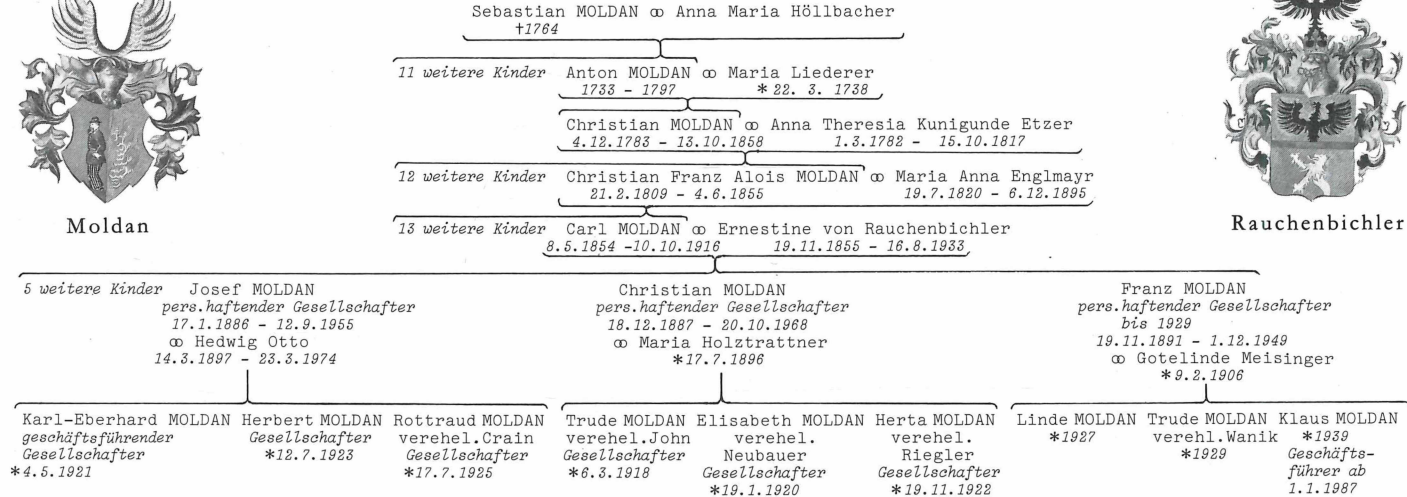 Sebastian MOLDAN ⚭ Anna Maria Höllbacher
†1764
11 weitere Kinder Anton MOLDAN ⚭ Maria Liederer
1733 - 1797 * 22. 3. 1738
Christian MOLDAN ⚭ Anna Theresia Kunigunde Etzer
4.12.1783 - 13.10.1858 1.3.1782 - 15.10.1817
12 weitere Kinder Christian Franz Alois MOLDAN ⚭ Maria Anna Englmayr
21.2.1809 - 4.6.1855 19.7.1820 - 6.12.1895
Moldan
Rauchenbichler
13 weitere Kinder Carl MOLDAN ⚭ Ernestine von Rauchenbichler
8.5.1854 -10.10.1916 19.11.1855 - 16.8.1933
5 weitere Kinder Josef MOLDAN
pers.haftender Gesellschafter
17.1.1886 - 12.9.1955
⚭ Hedwig Otto
14.3.1897 - 23.3.1974
Christian MOLDAN
pers.haftender Gesellschafter
18.12.1887 - 20.10.1968
⚭ Maria Holztrattner
*17.7.1896
Franz MOLDAN
pers.haftender Gesellschafter
bis 1929
19.11.1891 - 1.12.1949
⚭ Gotelinde Meisinger
*9.2.1906
Karl-Eberhard MOLDAN
geschäftsführender
Gesellschafter
*4.5.1921
Herbert MOLDAN
Gesellschafter
*12.7.1923
Rottraud MOLDAN
verehel.Crain
Gesellschafter
*17.7.1925
Trude MOLDAN
verehel.John
Gesellschafter
*6.3.1918
Elisabeth MOLDAN
verehel.
Neubauer
Gesellschafter
*19.1.1920
Herta MOLDAN
verehel.
Riegler
Gesellschafter
*19.11.1922
Linde MOLDAN
*1927
Trude MOLDAN
verehl.Wanik
*1929
Klaus MOLDAN
*1939
Geschäfts-
führer ab
1.1.1987